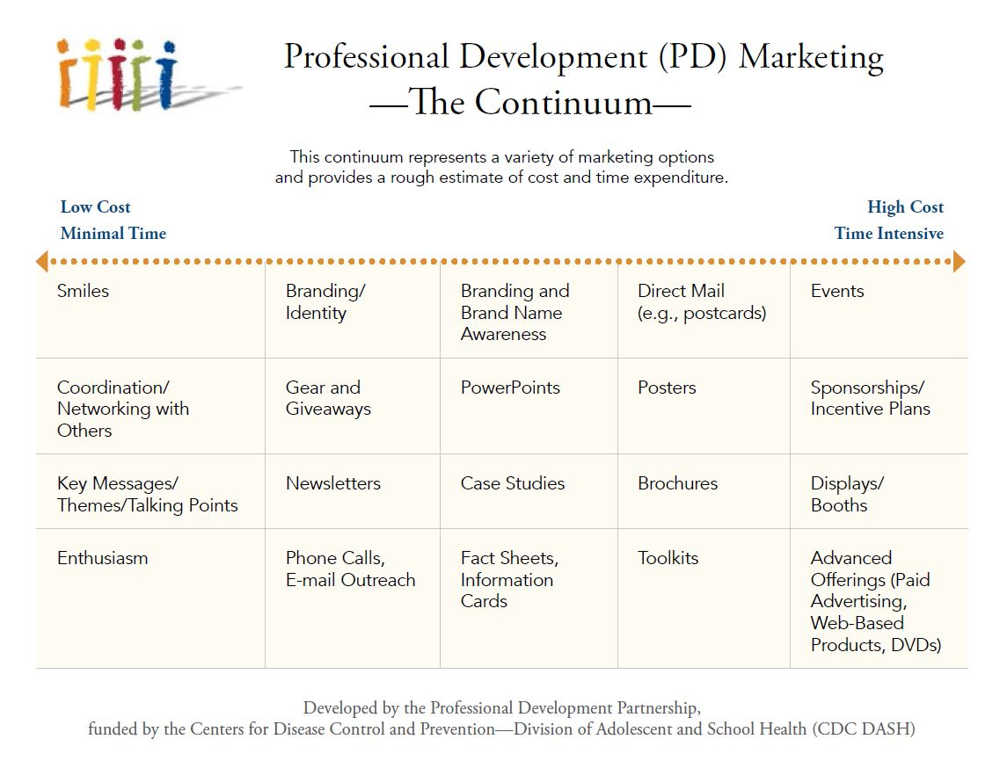 Professional Development (PD) Marketing
—The Continuum—
This continuum represents a variety of marketing options
and provides a rough estimate of cost and time expenditure.
Low Cost
Minimal Time
High Cost
Time Intensive
Smiles
Branding/
Identity
Branding and
Brand Name
Awareness
Direct Mail
(e.g., postcards)
Events
Coordination/
Networking with
Others
Gear and
Giveaways
PowerPoints
Posters
Sponsorships/
Incentive Plans
Key Messages/
Themes/Talking Points
Newsletters
Case Studies
Brochures
Displays/
Booths
Enthusiasm
Phone Calls,
E-mail Outreach
Fact Sheets,
Information
Cards
Toolkits
Advanced
Offerings (Paid
Advertising,
Web-Based
Products, DVDs)
Developed by the Professional Development Partnership,
funded by the Centers for Disease Control and Prevention—Division of Adolescent and School Health (CDC DASH)